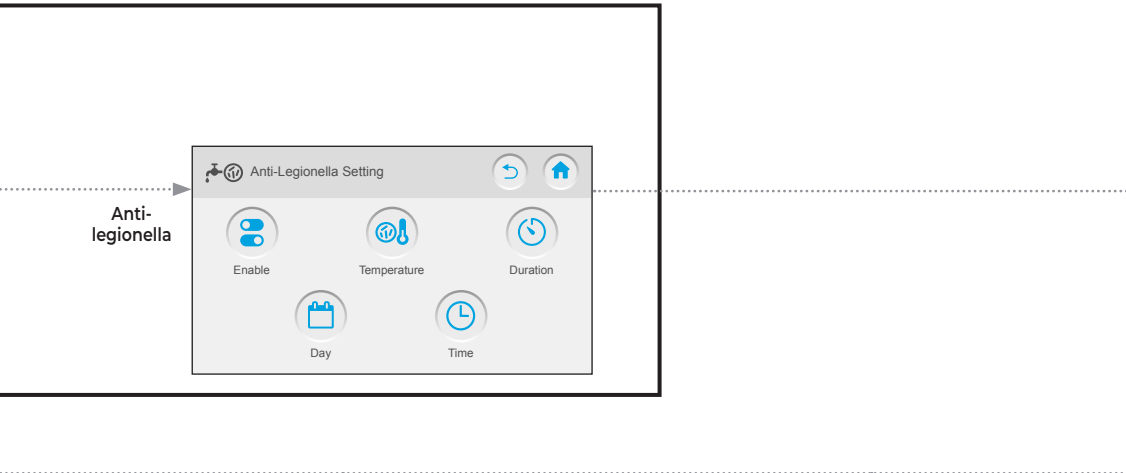 Anti-Legionella Setting
Anti-
legionella
Enable
Temperature
Duration
Day
Time